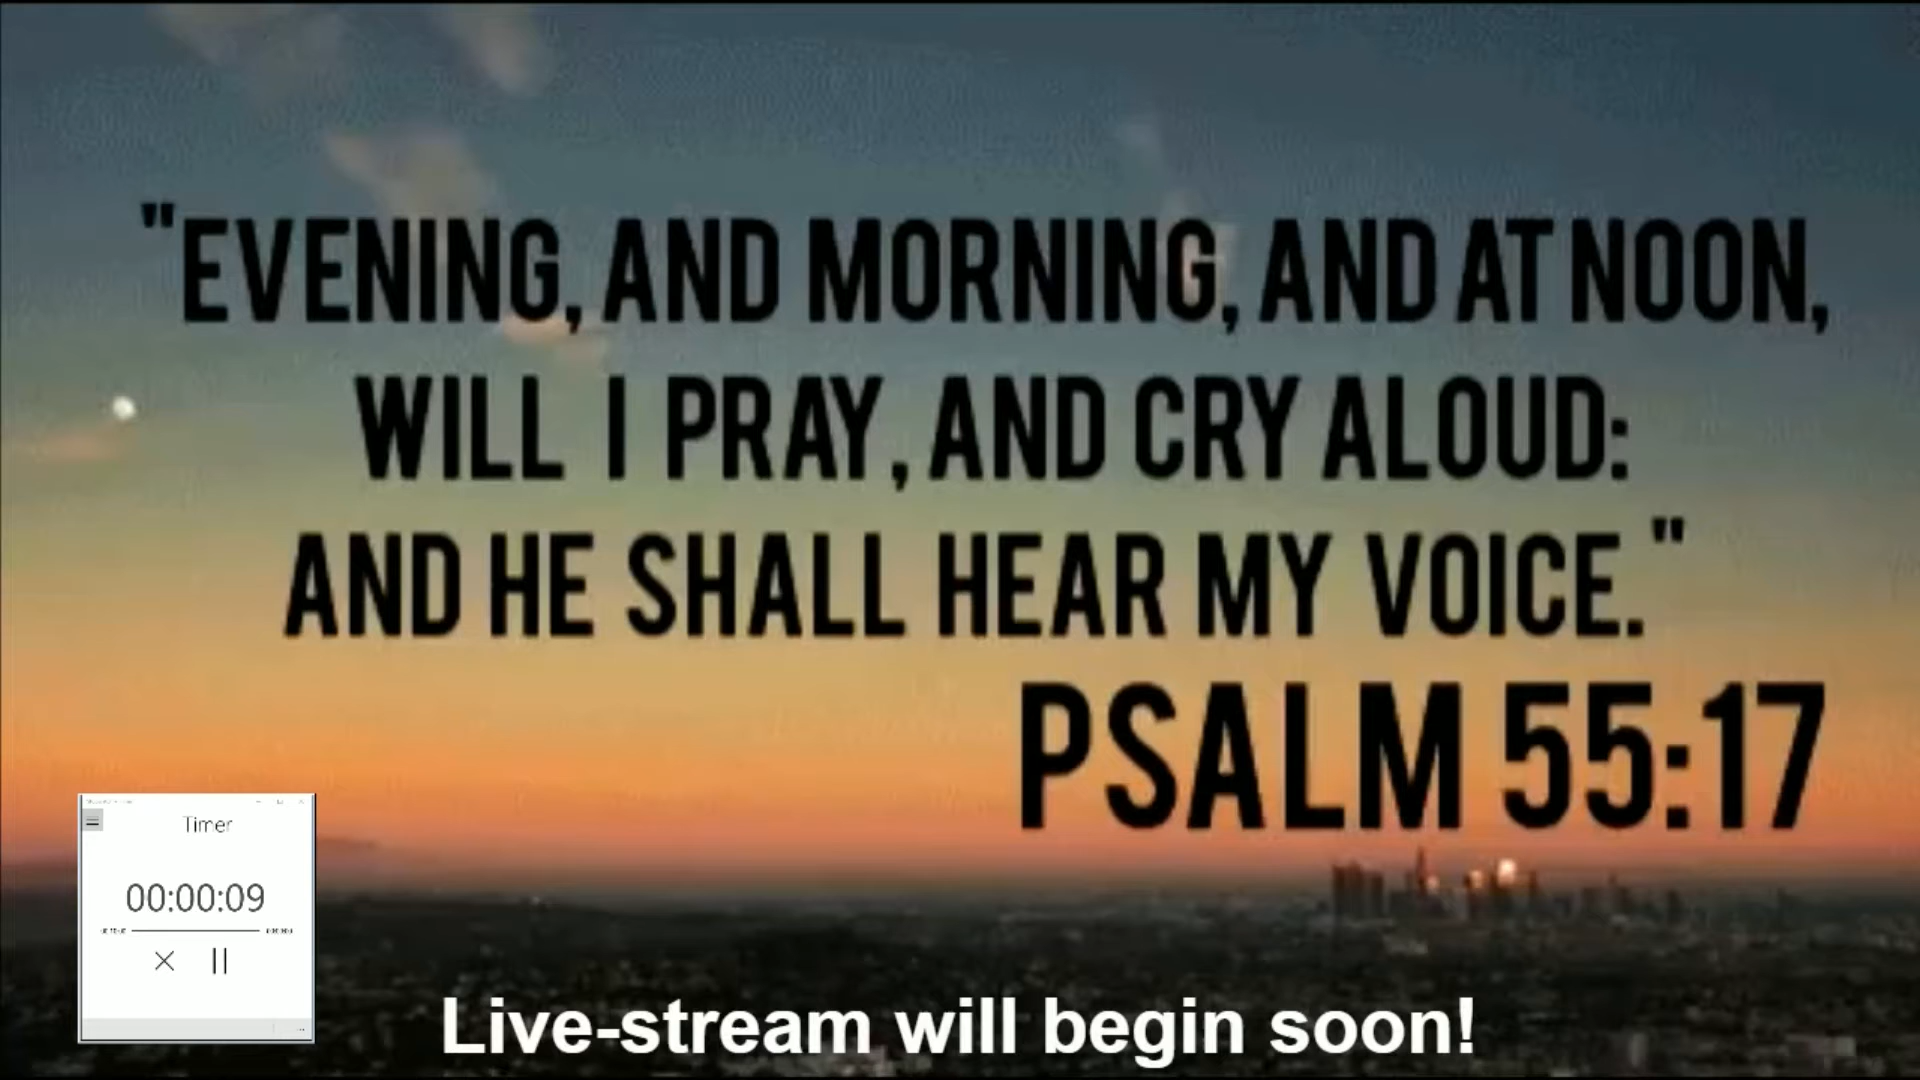 "EVENING, AND MORNING, AND AT NOON,
WILL I PRAY, AND CRY ALOUD:
AND HE SHALL HEAR MY VOICE."
PSALM 55:17
Timer
00:00:09
Live-stream will begin soon!